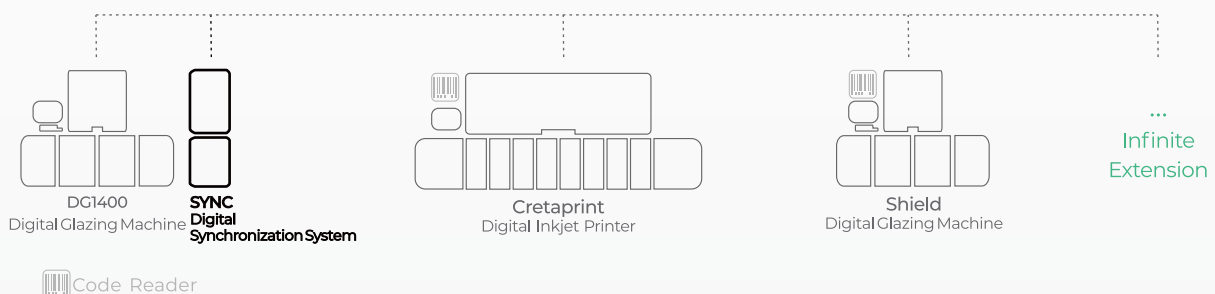 ...
Infinite
Extension
DG1400
Digital Glazing Machine
SYNC
Digital
Synchronization System
Cretaprint
Digital Inkjet Printer
Shield
Digital Glazing Machine
Code Reader